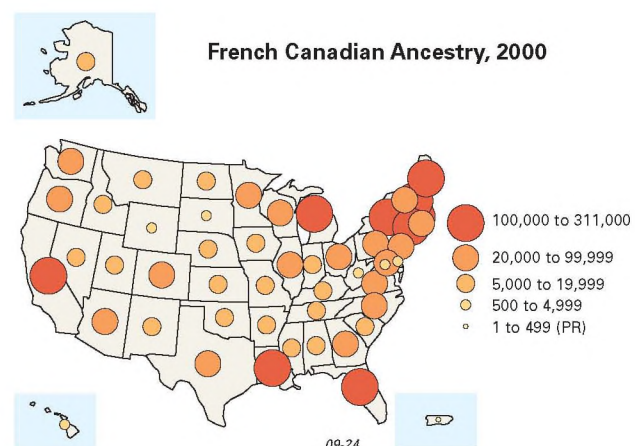 French Canadian Ancestry, 2000
100,000 to 311,000
20,000 to 99,999
5,000 to 19,999
500 to 4,999
1 to 499 (PR)
09-24